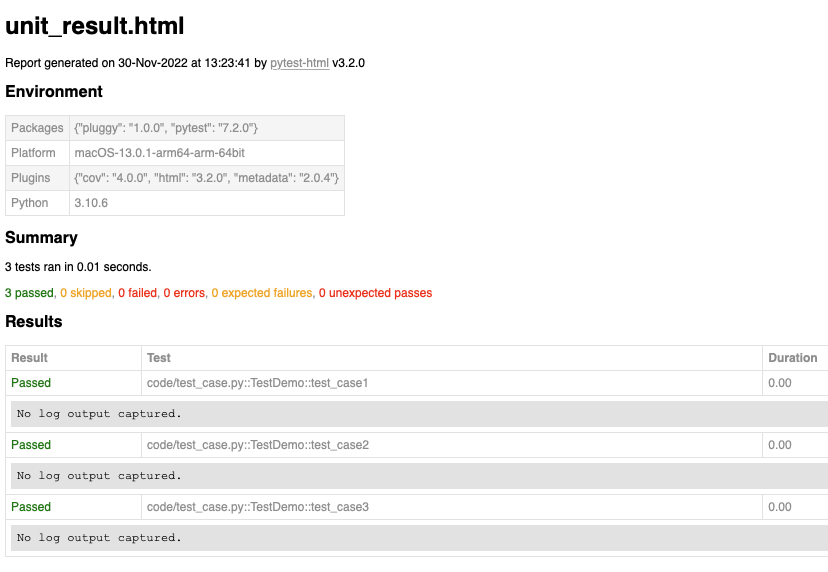 unit_result.html
Report generated on 30-Nov-2022 at 13:23:41 by pytest-html v3.2.0
Environment
Packages {"pluggy": "1.0.0", "pytest": "7.2.0"}
Platform macOS-13.0.1-arm64-arm-64bit
Plugins {"cov": "4.0.0", "html": "3.2.0", "metadata": "2.0.4"}
Python 3.10.6
Summary
3 tests ran in 0.01 seconds.
3 passed, 0 skipped, 0 failed, 0 errors, 0 expected failures, 0 unexpected passes
Results
Result Test Duration
Passed code/test_case.py::TestDemo::test_case1 0.00
No log output captured.
Passed code/test_case.py::TestDemo::test_case2 0.00
No log output captured.
Passed code/test_case.py::TestDemo::test_case3 0.00
No log output captured.